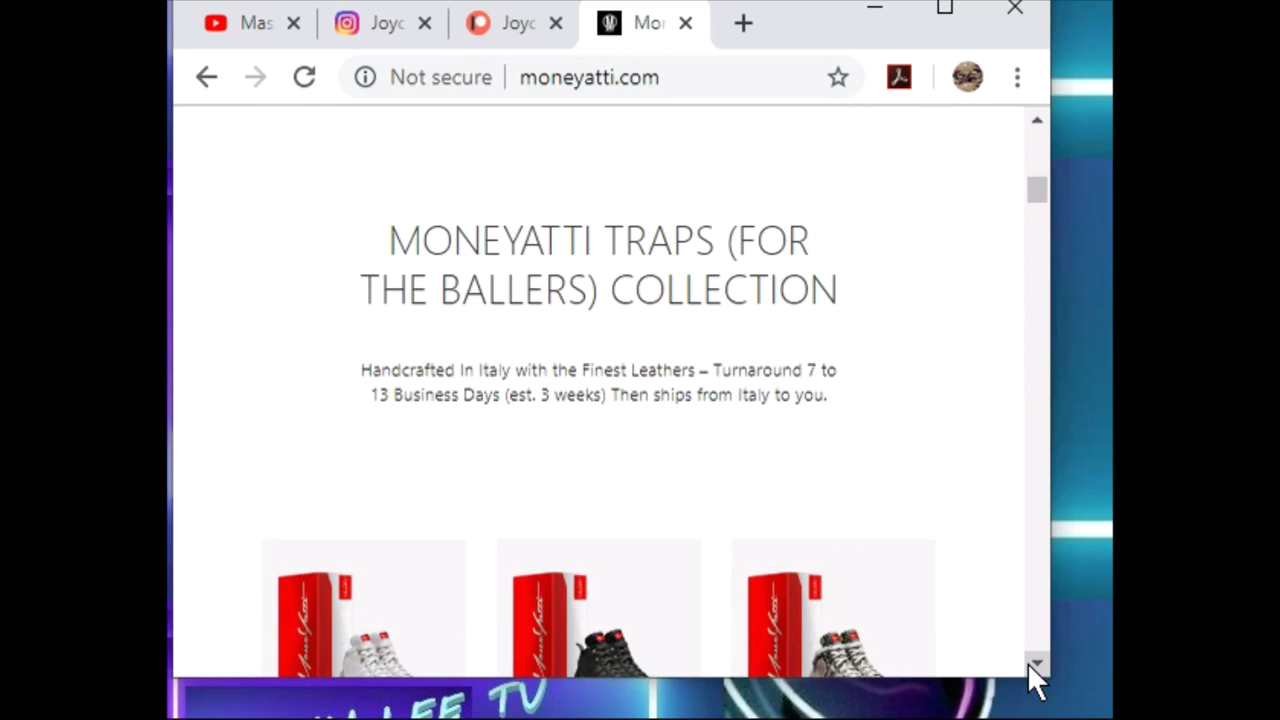 Mas
Joyc
Joyc
Mor
Not secure
moneyatti.com
MONEYATTI TRAPS (FOR
THE BALLERS) COLLECTION
Handcrafted In Italy with the Finest Leathers – Turnaround 7 to
13 Business Days (est. 3 weeks) Then ships from Italy to you.
LEE TV